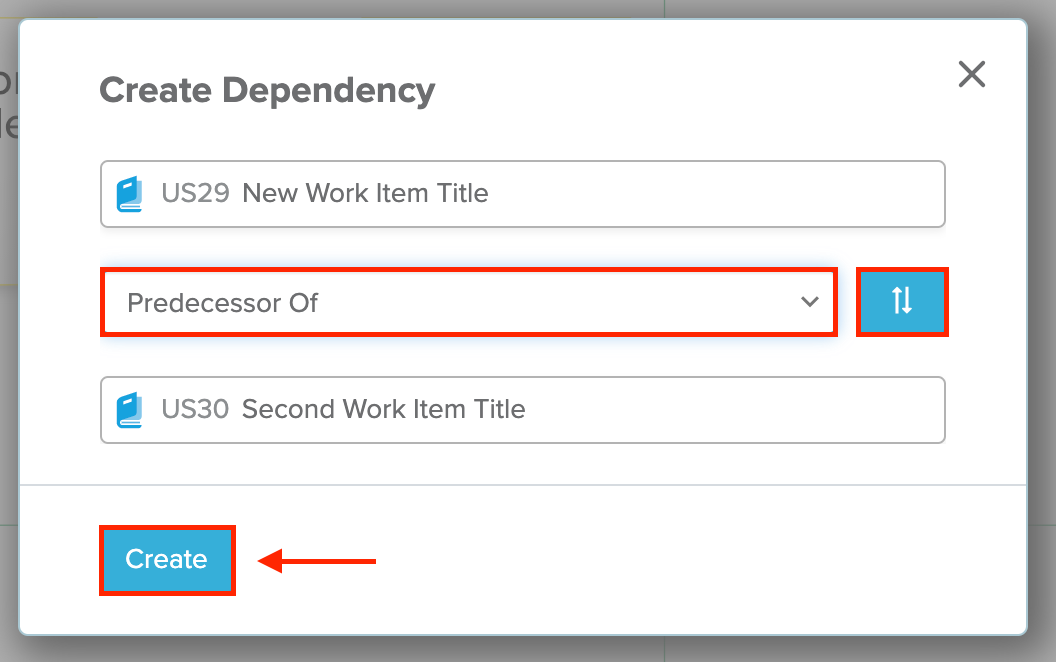 Create Dependency
US29 New Work Item Title
Predecessor Of
US30 Second Work Item Title
Create